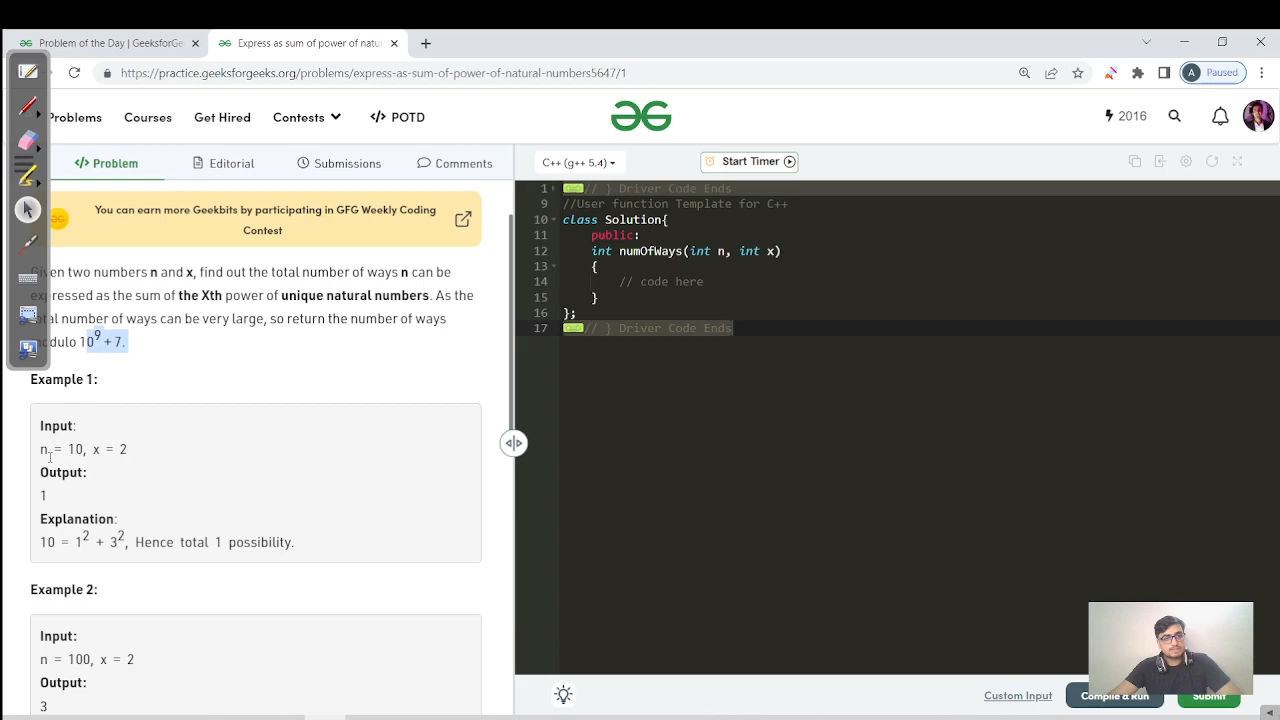 Problem of the Day | GeeksforGe
Express as sum of power of natu
https://practice.geeksforgeeks.org/problems/express-as-sum-of-power-of-natural-numbers5647/1
A Paused
Problems Courses Get Hired Contests </> POTD
2016
</> Problem Editorial Submissions Comments
C++ (g++ 5.4)
Start Timer
You can earn more Geekbits by participating in GFG Weekly Coding
Contest
Given two numbers n and x, find out the total number of ways n can be
expressed as the sum of the Xth power of unique natural numbers. As the
total number of ways can be very large, so return the number of ways
modulo 10⁹ + 7.
Example 1:
Input:
n = 10, x = 2
Output:
1
Explanation:
10 = 1² + 3², Hence total 1 possibility.
Example 2:
Input:
n = 100, x = 2
Output:
3
1 // } Driver Code Ends
9 //User function Template for C++
10 class Solution{
11 public:
12 int numOfWays(int n, int x)
13 {
14 // code here
15 }
16 };
17 // } Driver Code Ends
Custom Input Compile & Run Submit